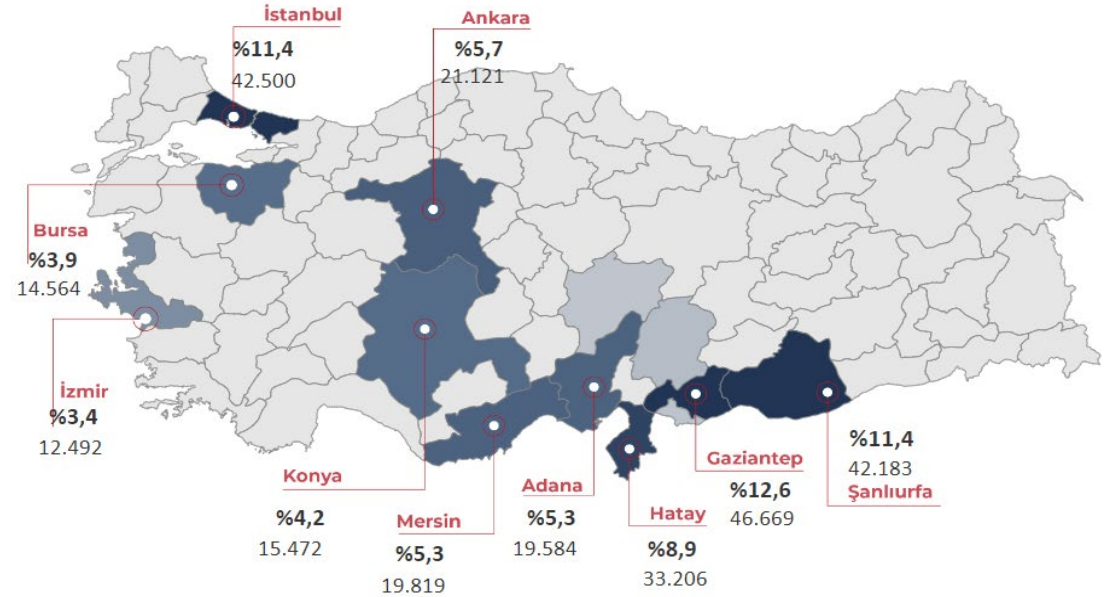 İstanbul
%11,4
42.500
Ankara
%5,7
21.121
Bursa
%3,9
14.564
İzmir
%3,4
12.492
Konya
%4,2
15.472
Mersin
%5,3
19.819
Adana
%5,3
19.584
Hatay
%8,9
33.206
Gaziantep
%12,6
46.669
%11,4
42.183
Şanlıurfa